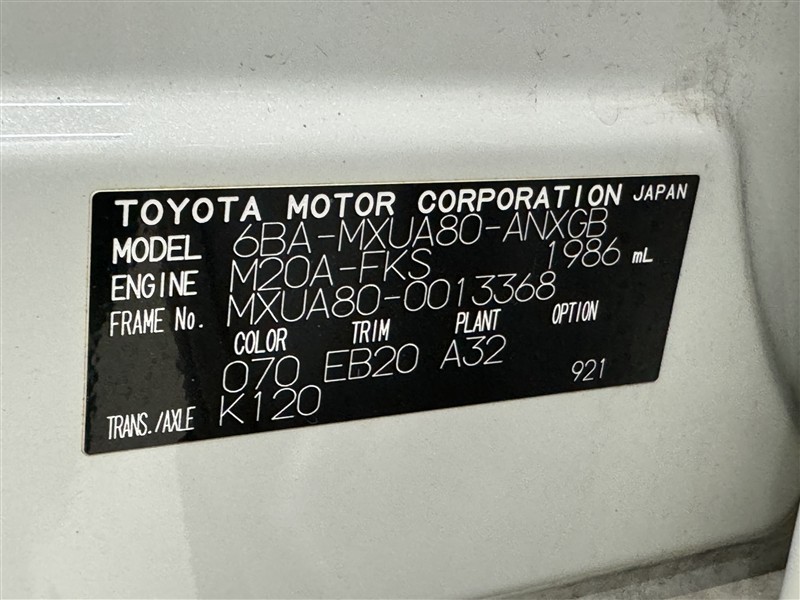 TOYOTA MOTOR CORPORATION JAPAN
MODEL 6BA-MXUA80-ANXGB
ENGINE M20A-FKS 1986 mL
FRAME No. MXUA80-0013368
COLOR TRIM PLANT OPTION
070 EB20 A32 921
TRANS./AXLE K120